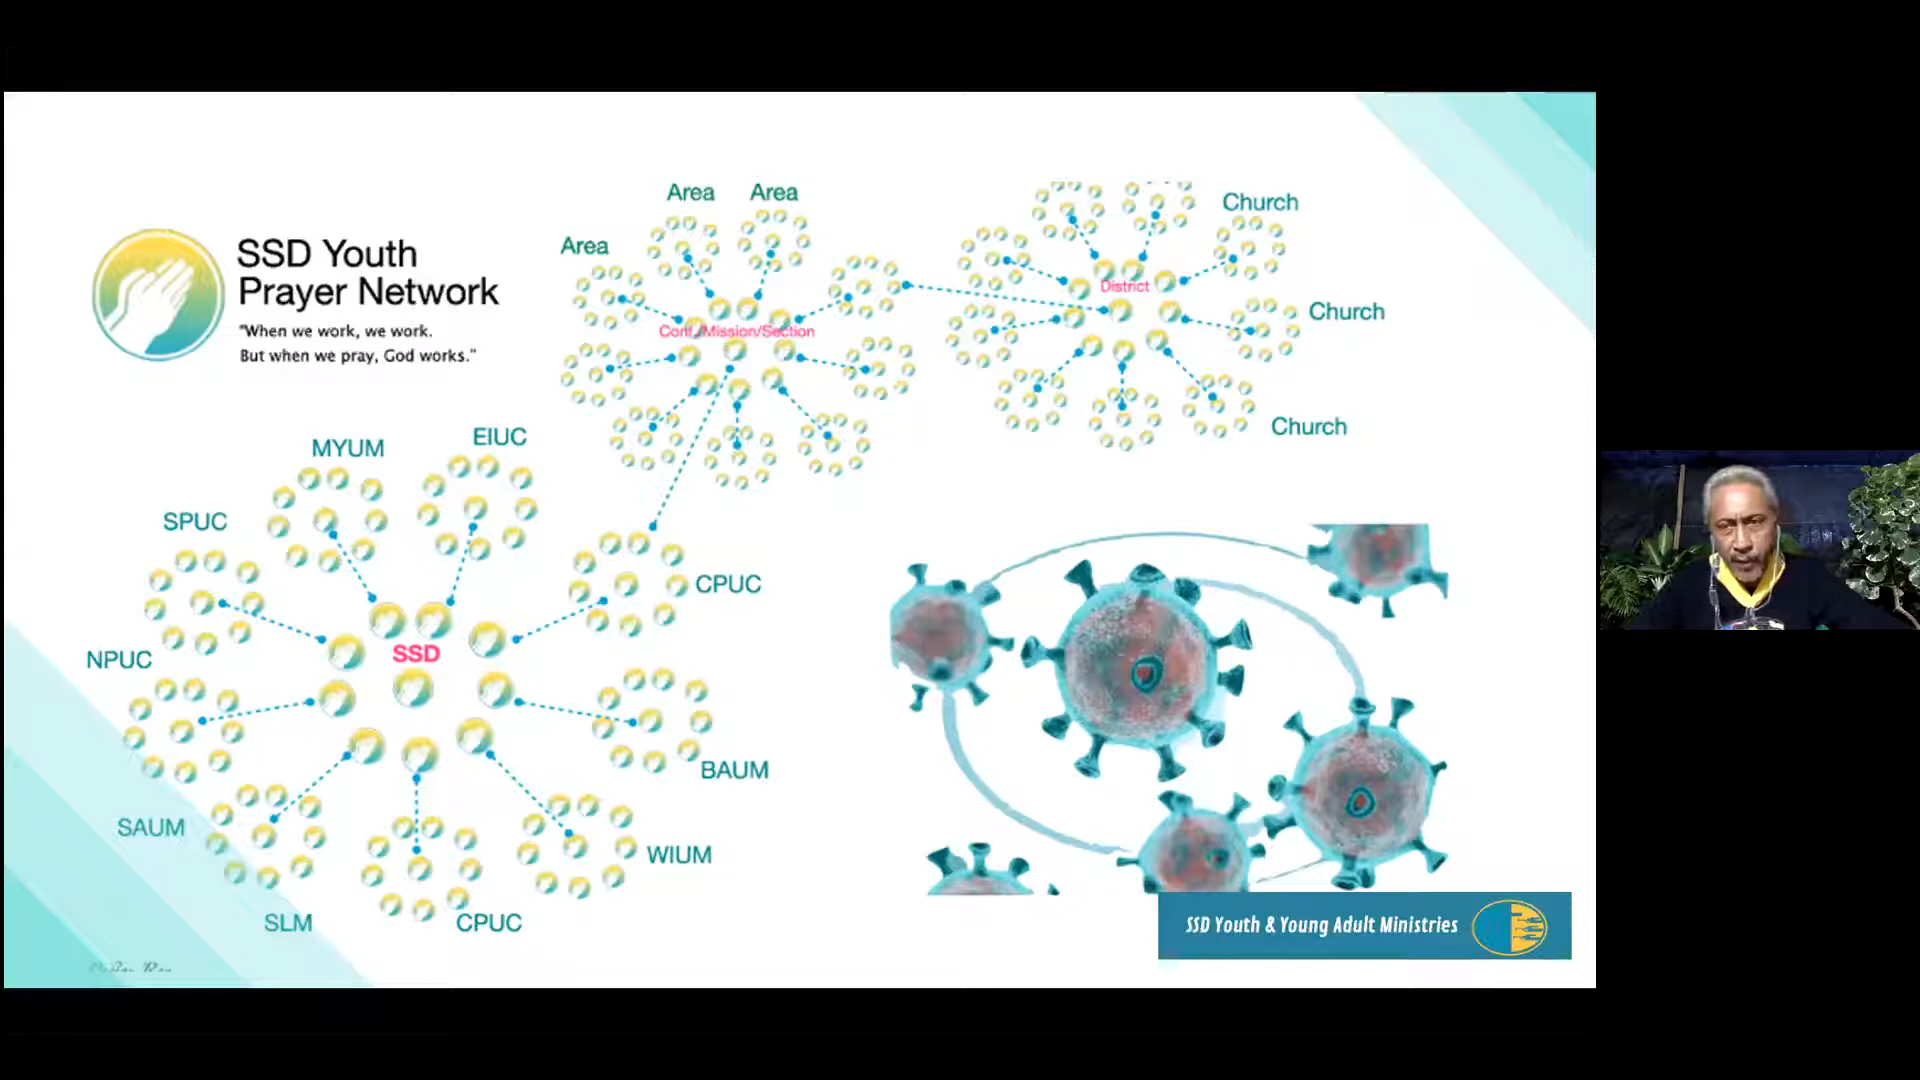 SSD Youth
Prayer Network
"When we work, we work.
But when we pray, God works."
Area
Area
Area
Conf./Mission/Section
Church
District
Church
Church
MYUM
EIUC
SPUC
CPUC
NPUC
SSD
BAUM
SAUM
WIUM
SLM
CPUC
SSD Youth & Young Adult Ministries